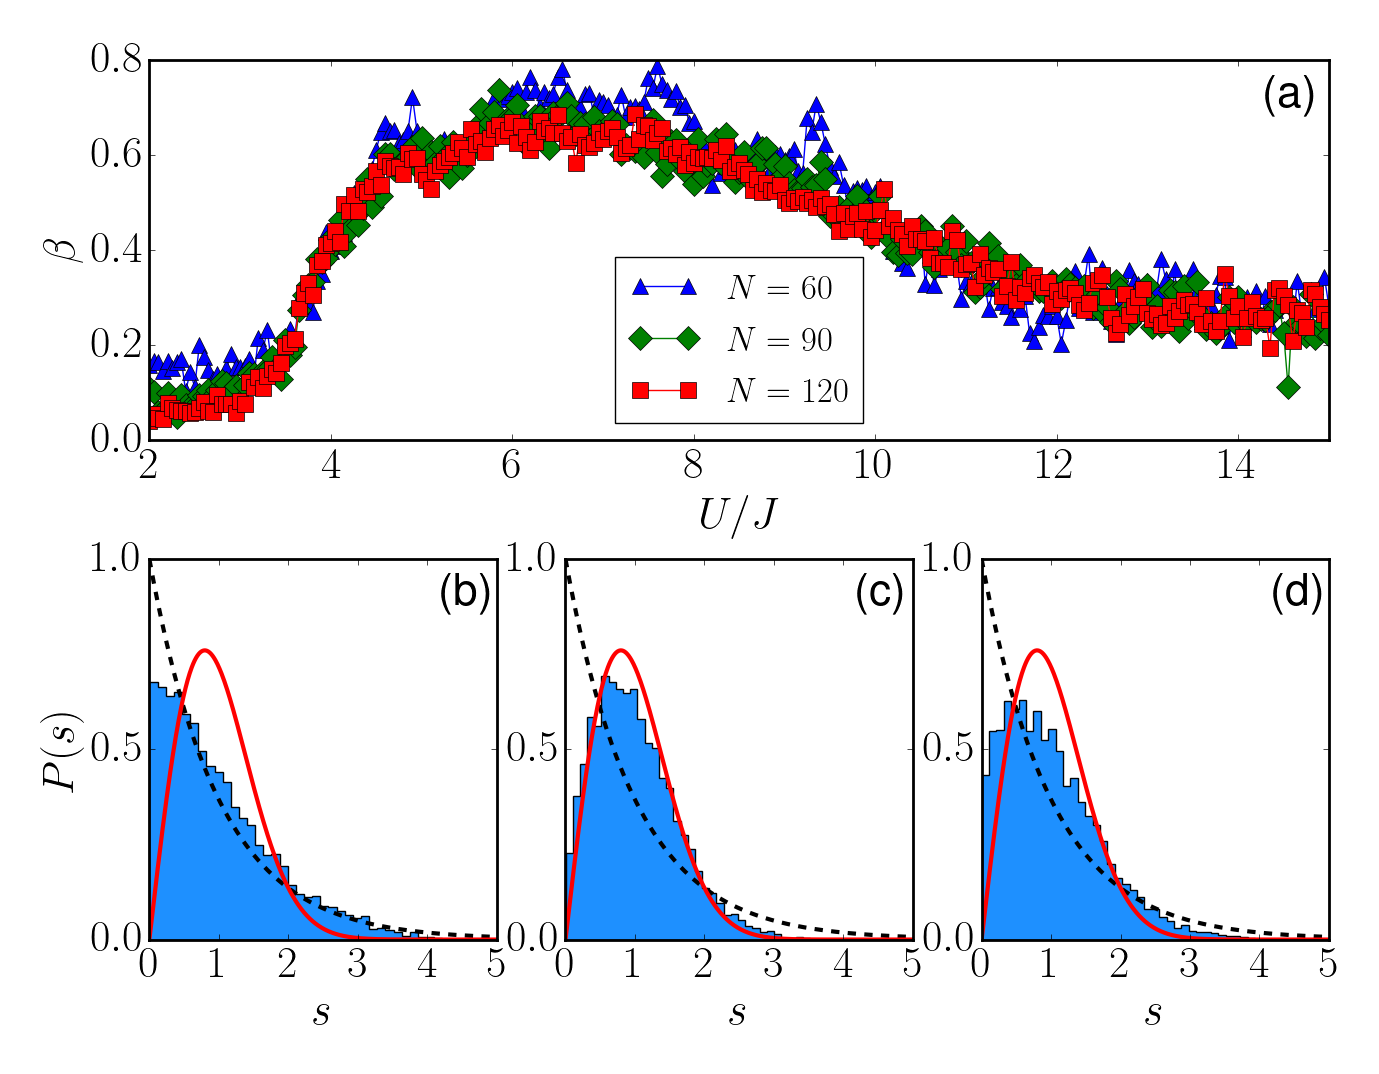 0.8
0.6
0.4
0.2
0.0
β
(a)
N = 60
N = 90
N = 120
2 4 6 8 10 12 14
U/J
1.0 1.0 1.0
(b) (c) (d)
0.5 0.5 0.5
P(s)
0.0 0.0 0.0
0 1 2 3 4 5 0 1 2 3 4 5 0 1 2 3 4 5
s s s